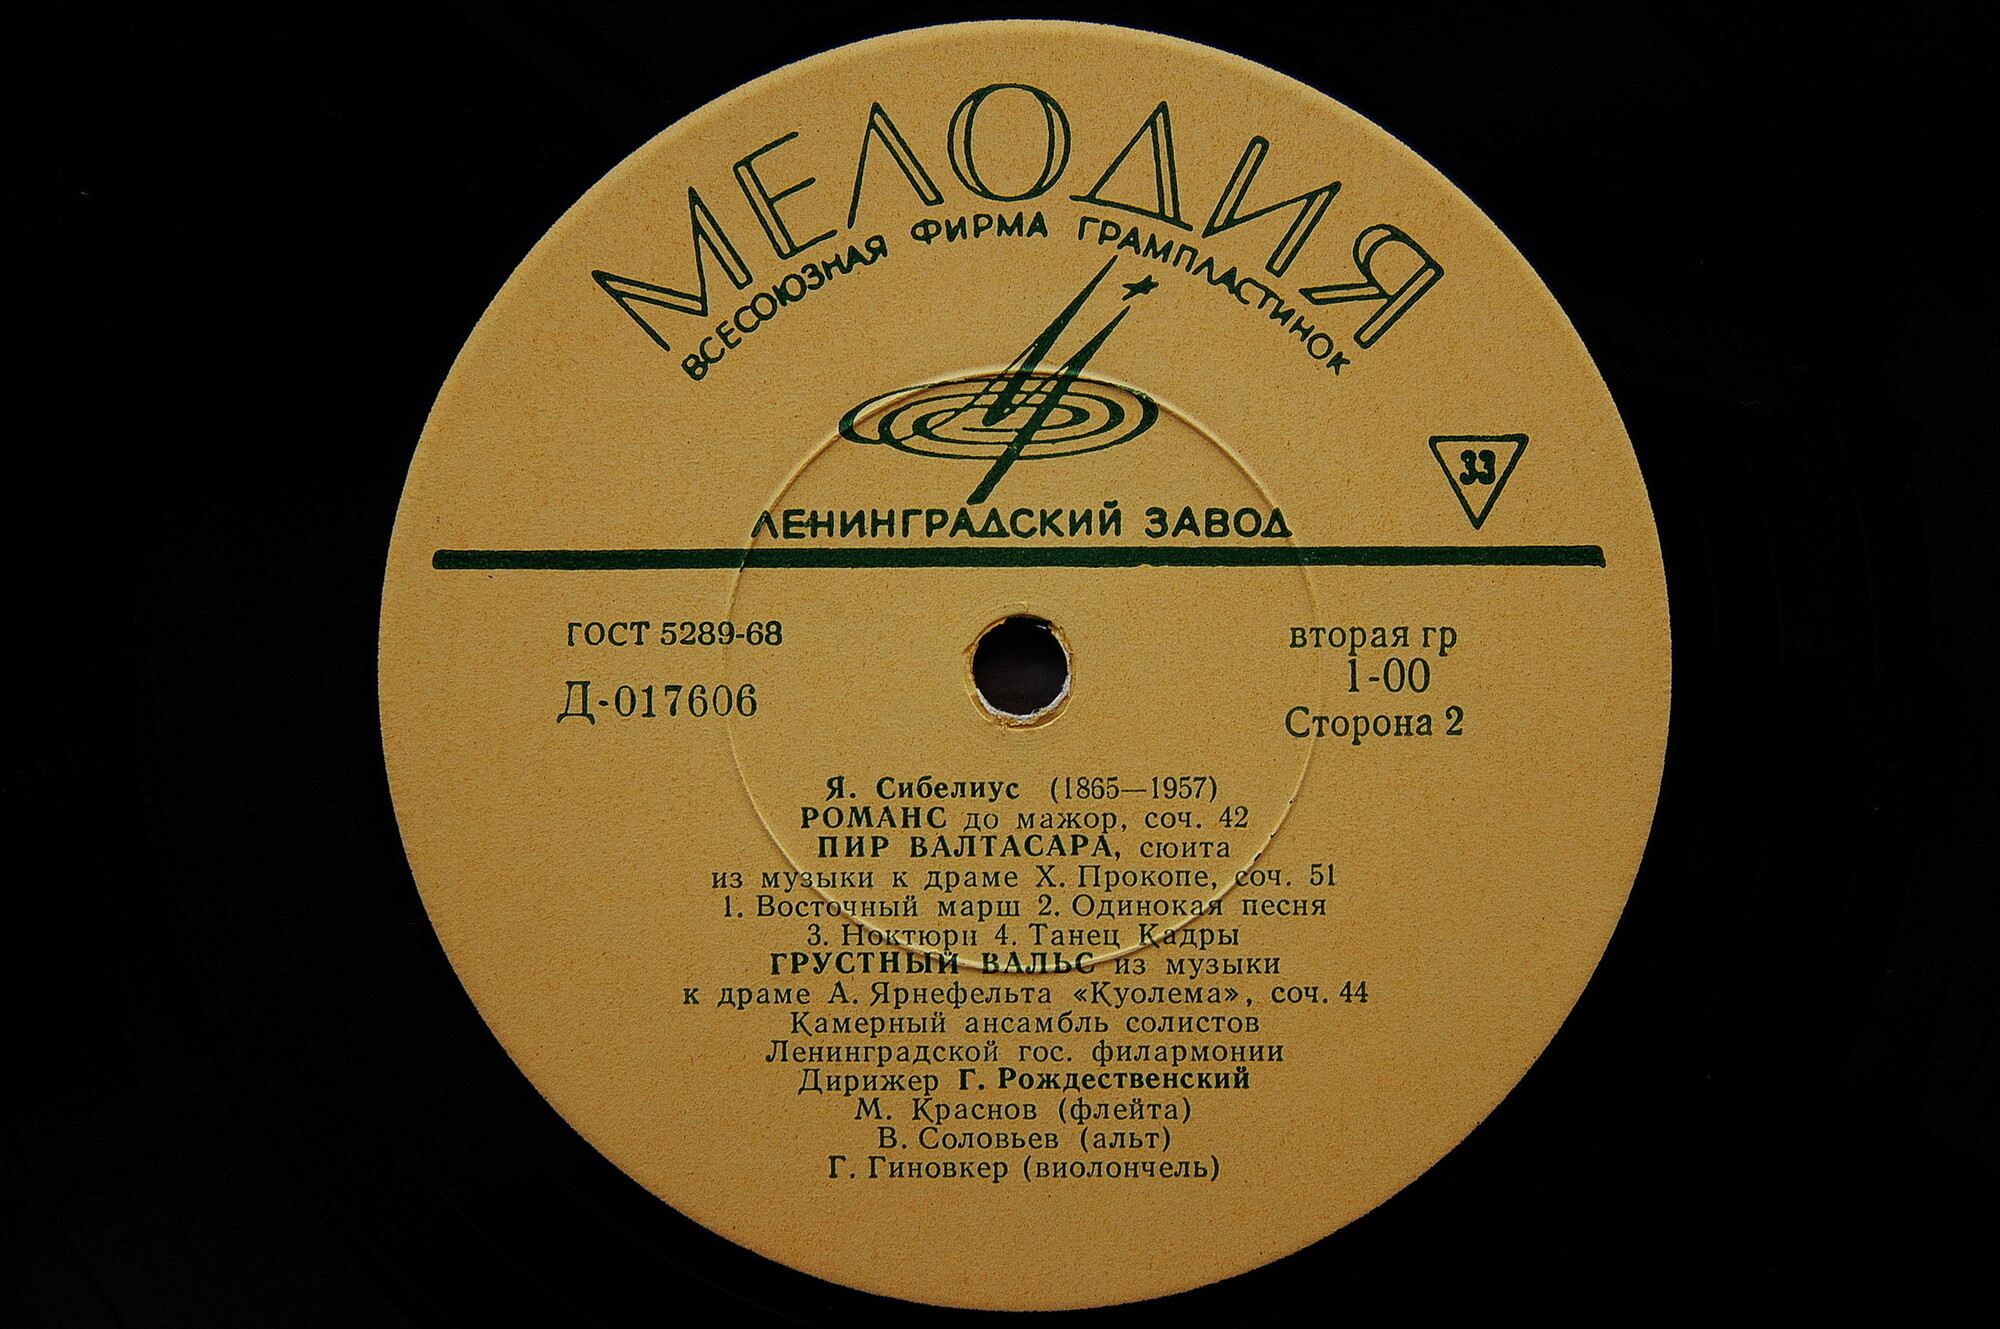 МЕЛОДИЯ
ВСЕСОЮЗНАЯ ФИРМА ГРАМПЛАСТИНОК
33
ЛЕНИНГРАДСКИЙ ЗАВОД
ГОСТ 5289-68
Д-017606
вторая гр
1-00
Сторона 2
Я. Сибелиус (1865—1957)
РОМАНС до мажор, соч. 42
ПИР ВАЛТАСАРА, сюита
из музыки к драме Х. Прокопе, соч. 51
1. Восточный марш 2. Одинокая песня
3. Ноктюрн 4. Танец Кадры
ГРУСТНЫЙ ВАЛЬС из музыки
к драме А. Ярнефельта «Куолема», соч. 44
Камерный ансамбль солистов
Ленинградской гос. филармонии
Дирижер Г. Рождественский
М. Краснов (флейта)
В. Соловьев (альт)
Г. Гиновкер (виолончель)